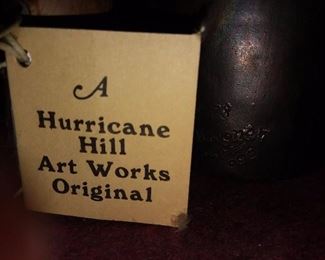 A
Hurricane
Hill
Art Works
Original